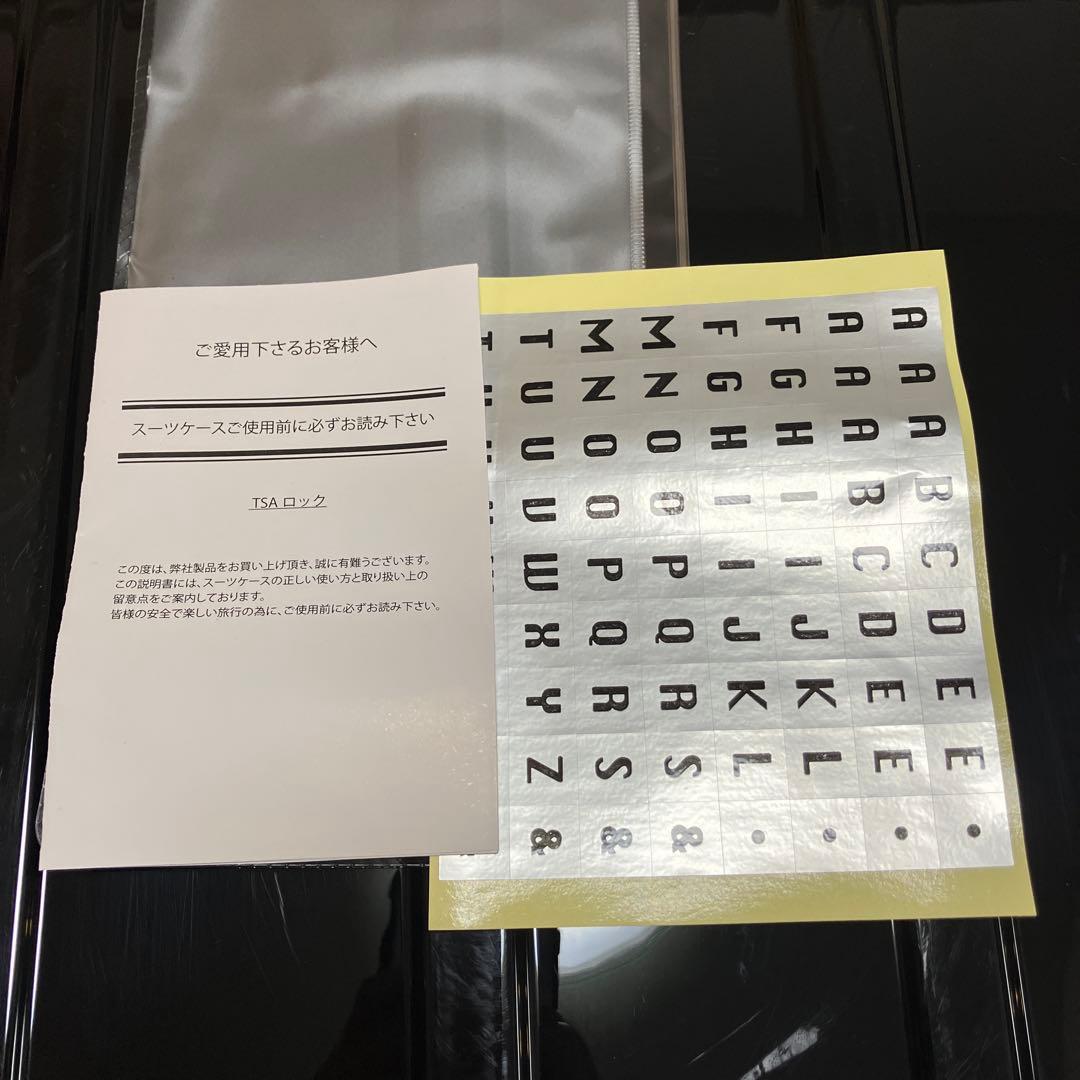 ご愛用下さるお客様へ
スーツケースご使用前に必ずお読み下さい
TSA ロック
この度は、弊社製品をお買い上げ頂き、誠に有難うございます。
この説明書には、スーツケースの正しい使い方と取り扱い上の
留意点をご案内しております。
皆様の安全で楽しい旅行の為に、ご使用前に必ずお読み下さい。
A A A B C D E E •
A A A B C D E E •
F G H I I J K L •
F G H I I J K L •
M N O O P Q R S &
M N O O P Q R S &
T U U V W X Y Z &